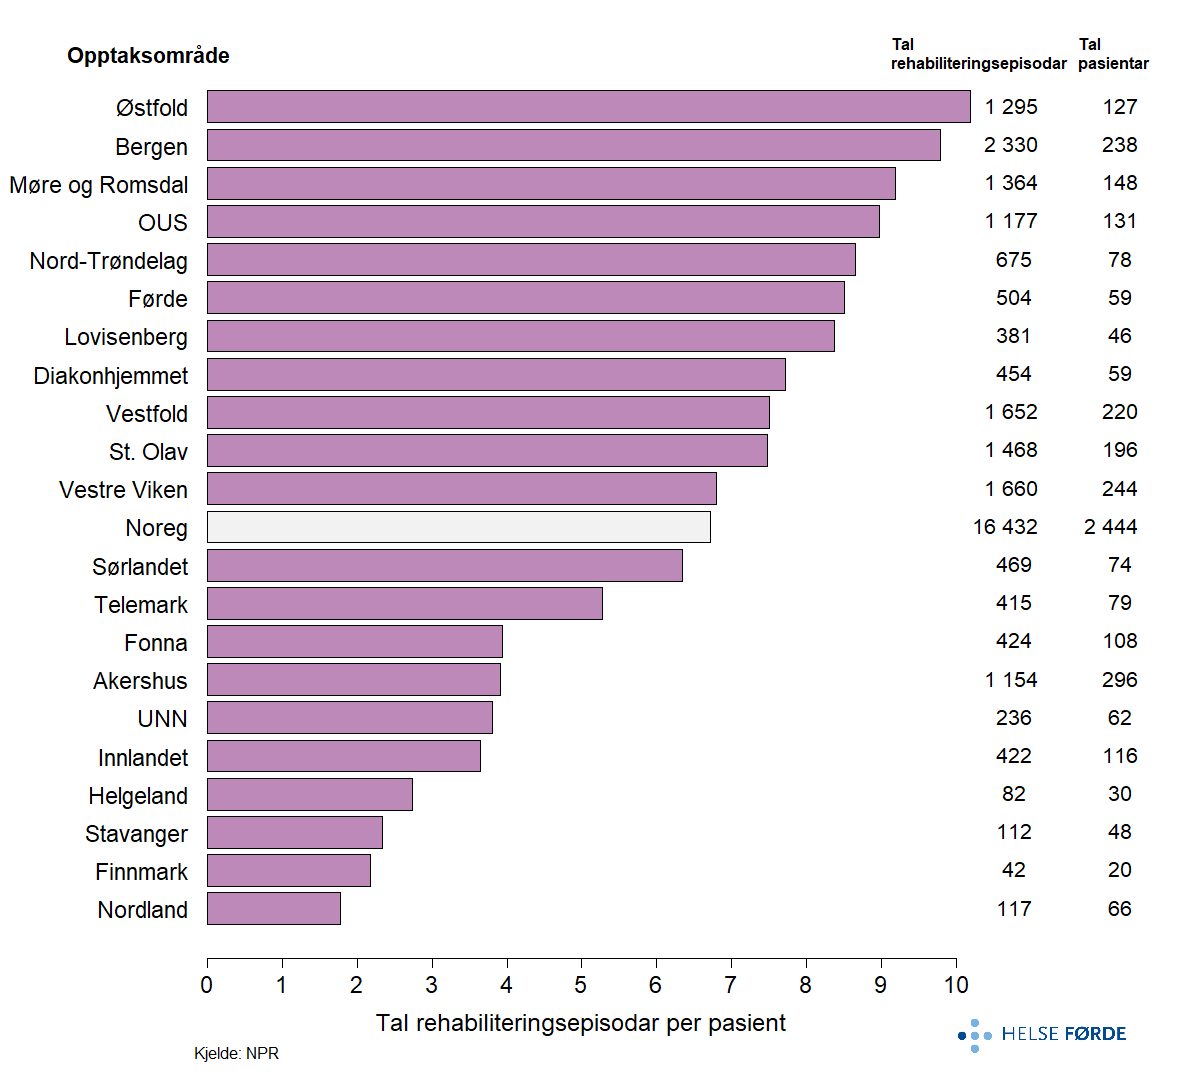 Opptaksområde
Tal rehabiliteringsepisodar
Tal pasientar
Østfold 1 295 127
Bergen 2 330 238
Møre og Romsdal 1 364 148
OUS 1 177 131
Nord-Trøndelag 675 78
Førde 504 59
Lovisenberg 381 46
Diakonhjemmet 454 59
Vestfold 1 652 220
St. Olav 1 468 196
Vestre Viken 1 660 244
Noreg 16 432 2 444
Sørlandet 469 74
Telemark 415 79
Fonna 424 108
Akershus 1 154 296
UNN 236 62
Innlandet 422 116
Helgeland 82 30
Stavanger 112 48
Finnmark 42 20
Nordland 117 66
0 1 2 3 4 5 6 7 8 9 10
Tal rehabiliteringsepisodar per pasient
Kjelde: NPR
HELSE FØRDE